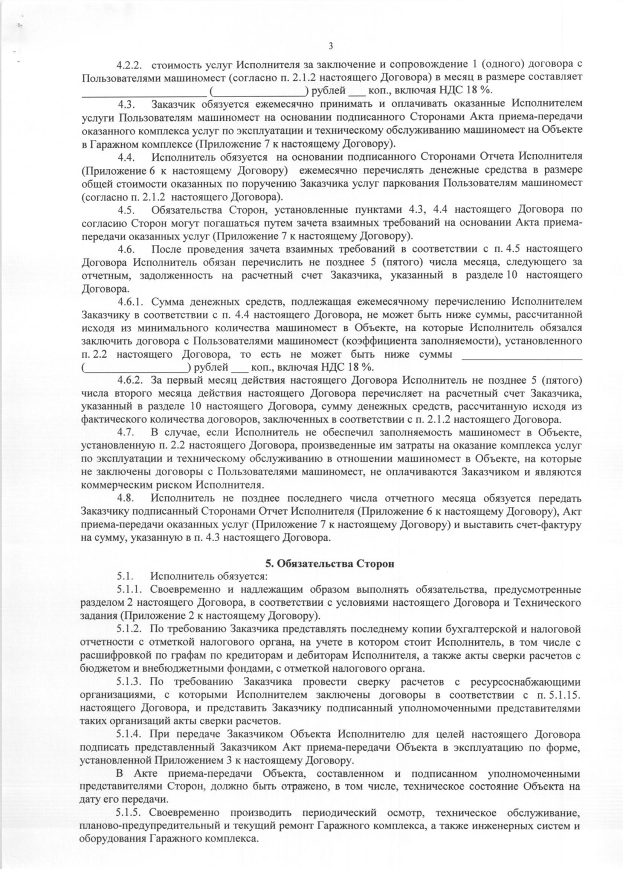 3
4.2.2. стоимость услуг Исполнителя за заключение и сопровождение 1 (одного) договора с
Пользователями машиномест (согласно п. 2.1.2 настоящего Договора) в месяц в размере составляет
______________________ (________________) рублей ___ коп., включая НДС 18 %.
4.3. Заказчик обязуется ежемесячно принимать и оплачивать оказанные Исполнителем
услуги Пользователям машиномест на основании подписанного Сторонами Акта приема-передачи
оказанного комплекса услуг по эксплуатации и техническому обслуживанию машиномест на Объекте
в Гаражном комплексе (Приложение 7 к настоящему Договору).
4.4. Исполнитель обязуется на основании подписанного Сторонами Отчета Исполнителя
(Приложение 6 к настоящему Договору) ежемесячно перечислять денежные средства в размере
общей стоимости оказанных по поручению Заказчика услуг паркования Пользователям машиномест
(согласно п. 2.1.2 настоящего Договора).
4.5. Обязательства Сторон, установленные пунктами 4.3, 4.4 настоящего Договора по
согласию Сторон могут погашаться путем зачета взаимных требований на основании Акта приема-
передачи оказанных услуг (Приложение 7 к настоящему Договору).
4.6. После проведения зачета взаимных требований в соответствии с п. 4.5 настоящего
Договора Исполнитель обязан перечислить не позднее 5 (пятого) числа месяца, следующего за
отчетным, задолженность на расчетный счет Заказчика, указанный в разделе 10 настоящего
Договора.
4.6.1. Сумма денежных средств, подлежащая ежемесячному перечислению Исполнителем
Заказчику в соответствии с п. 4.4 настоящего Договора, не может быть ниже суммы, рассчитанной
исходя из минимального количества машиномест в Объекте, на которые Исполнитель обязался
заключить договора с Пользователями машиномест (коэффициента заполняемости), установленного
п. 2.2 настоящего Договора, то есть не может быть ниже суммы ______________________
(___________________) рублей ___ коп., включая НДС 18 %.
4.6.2. За первый месяц действия настоящего Договора Исполнитель не позднее 5 (пятого)
числа второго месяца действия настоящего Договора перечисляет на расчетный счет Заказчика,
указанный в разделе 10 настоящего Договора, сумму денежных средств, рассчитанную исходя из
фактического количества договоров, заключенных в соответствии с п. 2.1.2 настоящего Договора.
4.7. В случае, если Исполнитель не обеспечил заполняемость машиномест в Объекте,
установленную п. 2.2 настоящего Договора, произведенные им затраты на оказание комплекса услуг
по эксплуатации и техническому обслуживанию в отношении машиномест в Объекте, на которые
не заключены договоры с Пользователями машиномест, не оплачиваются Заказчиком и являются
коммерческим риском Исполнителя.
4.8. Исполнитель не позднее последнего числа отчетного месяца обязуется передать
Заказчику подписанный Сторонами Отчет Исполнителя (Приложение 6 к настоящему Договору), Акт
приема-передачи оказанных услуг (Приложение 7 к настоящему Договору) и выставить счет-фактуру
на сумму, указанную в п. 4.3 настоящего Договора.
5. Обязательства Сторон
5.1. Исполнитель обязуется:
5.1.1. Своевременно и надлежащим образом выполнять обязательства, предусмотренные
разделом 2 настоящего Договора, в соответствии с условиями настоящего Договора и Технического
задания (Приложение 2 к настоящему Договору).
5.1.2. По требованию Заказчика представлять последнему копии бухгалтерской и налоговой
отчетности с отметкой налогового органа, на учете в котором стоит Исполнитель, в том числе с
расшифровкой по графам по кредиторам и дебиторам Исполнителя, а также акты сверки расчетов с
бюджетом и внебюджетными фондами, с отметкой налогового органа.
5.1.3. По требованию Заказчика провести сверку расчетов с ресурсоснабжающими
организациями, с которыми Исполнителем заключены договоры в соответствии с п. 5.1.15.
настоящего Договора, и представить Заказчику подписанный уполномоченными представителями
таких организаций акты сверки расчетов.
5.1.4. При передаче Заказчиком Объекта Исполнителю для целей настоящего Договора
подписать представленный Заказчиком Акт приема-передачи Объекта в эксплуатацию по форме,
установленной Приложением 3 к настоящему Договору.
В Акте приема-передачи Объекта, составленном и подписанном уполномоченными
представителями Сторон, должно быть отражено, в том числе, техническое состояние Объекта на
дату его передачи.
5.1.5. Своевременно производить периодический осмотр, техническое обслуживание,
планово-предупредительный и текущий ремонт Гаражного комплекса, а также инженерных систем и
оборудования Гаражного комплекса.